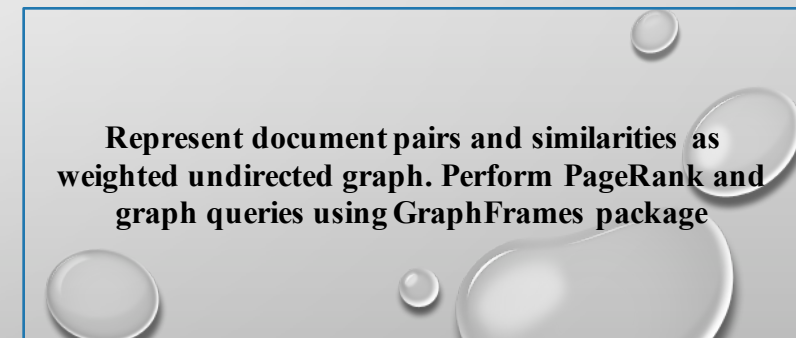 Represent document pairs and similarities as
weighted undirected graph. Perform PageRank and
graph queries using GraphFrames package